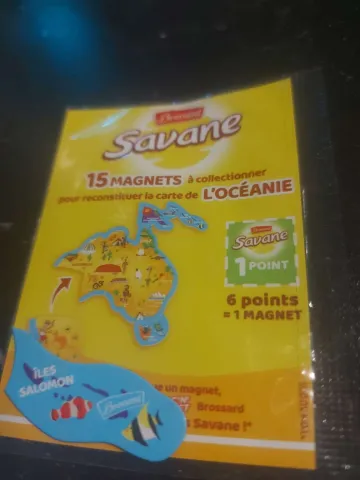 Brossard
Savane
15 MAGNETS à collectionner
pour reconstituer la carte de L'OCÉANIE
Brossard
Savane
1 POINT
6 points
= 1 MAGNET
ÎLES
SALOMON
Brossard
un magnet,
Brossard
Savane !"